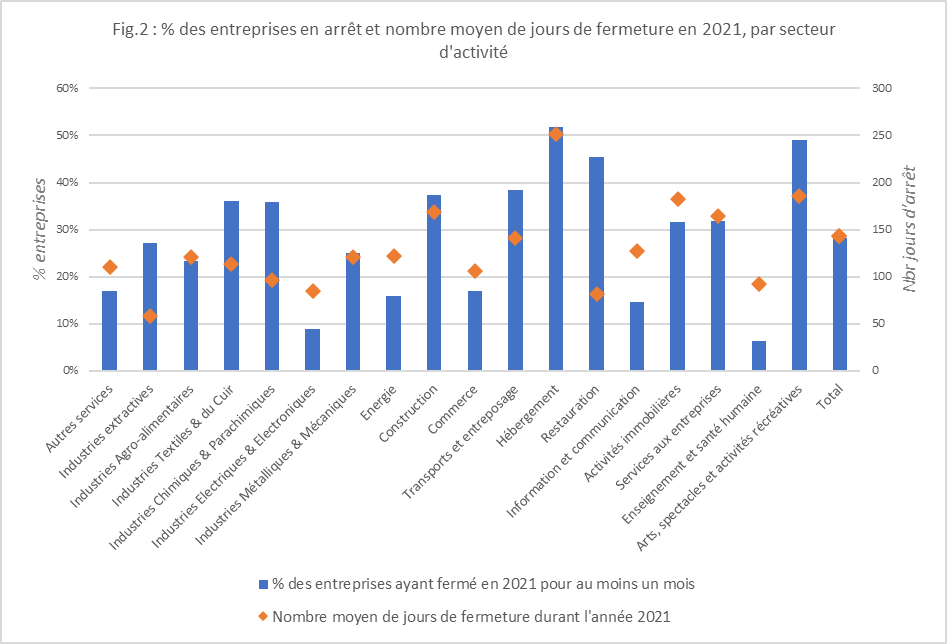 Fig.2 : % des entreprises en arrêt et nombre moyen de jours de fermeture en 2021, par secteur
d'activité
% entreprises
60%
50%
40%
30%
20%
10%
0%
300
250
200
150
100
50
0
Nbr jours d’arrêt
Autres services
Industries extractives
Industries Agro-alimentaires
Industries Textiles & du Cuir
Industries Chimiques & Parachimiques
Industries Electriques & Electroniques
Industries Métalliques & Mécaniques
Energie
Construction
Commerce
Transports et entreposage
Hébergement
Restauration
Information et communication
Activités immobilières
Services aux entreprises
Enseignement et santé humaine
Arts, spectacles et activités récréatives
Total
% des entreprises ayant fermé en 2021 pour au moins un mois
Nombre moyen de jours de fermeture durant l'année 2021